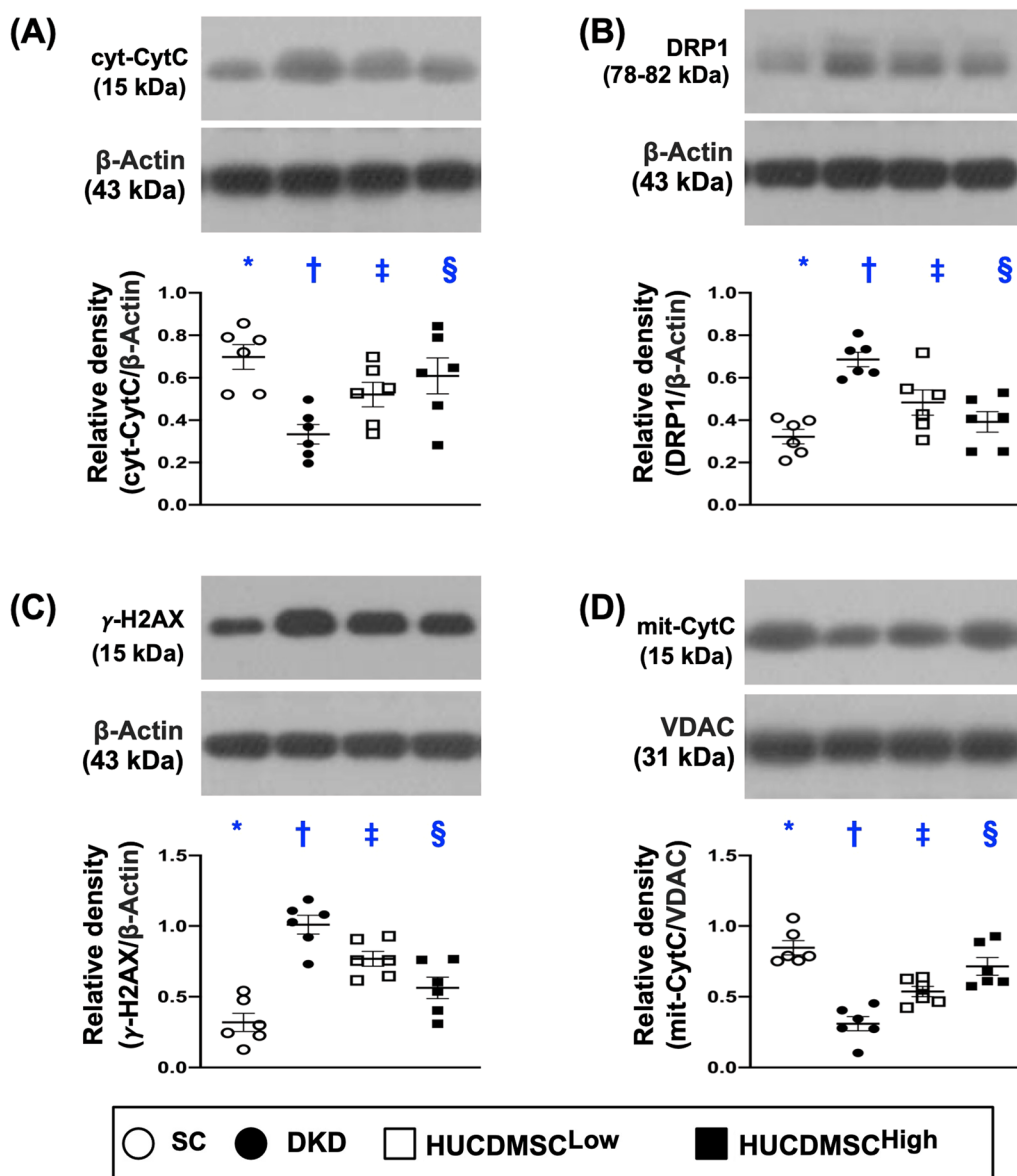 (A)
cyt-CytC
(15 kDa)
β-Actin
(43 kDa)
* † ‡ §
Relative density
(cyt-CytC/β-Actin)
1.0
0.8
0.6
0.4
0.2
0.0
(B)
DRP1
(78-82 kDa)
β-Actin
(43 kDa)
* † ‡ §
Relative density
(DRP1/β-Actin)
1.0
0.8
0.6
0.4
0.2
0.0
(C)
γ-H2AX
(15 kDa)
β-Actin
(43 kDa)
* † ‡ §
Relative density
(γ-H2AX/β-Actin)
1.5
1.0
0.5
0.0
(D)
mit-CytC
(15 kDa)
VDAC
(31 kDa)
* † ‡ §
Relative density
(mit-CytC/VDAC)
1.5
1.0
0.5
0.0
SC DKD HUCDMSCLow HUCDMSCHigh